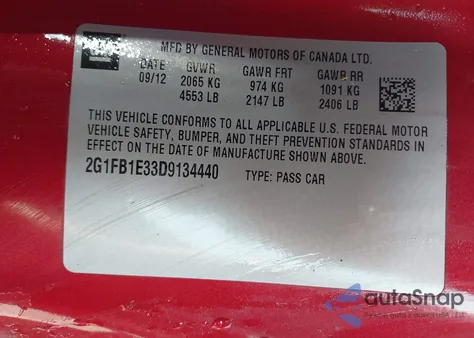 MFD BY GENERAL MOTORS OF CANADA LTD.
DATE GVWR GAWR FRT GAWR RR
09/12 2065 KG 974 KG 1091 KG
4553 LB 2147 LB 2406 LB
THIS VEHICLE CONFORMS TO ALL APPLICABLE U.S. FEDERAL MOTOR
VEHICLE SAFETY, BUMPER, AND THEFT PREVENTION STANDARDS IN
EFFECT ON THE DATE OF MANUFACTURE SHOWN ABOVE.
2G1FB1E33D9134440 TYPE: PASS CAR
autoSnap